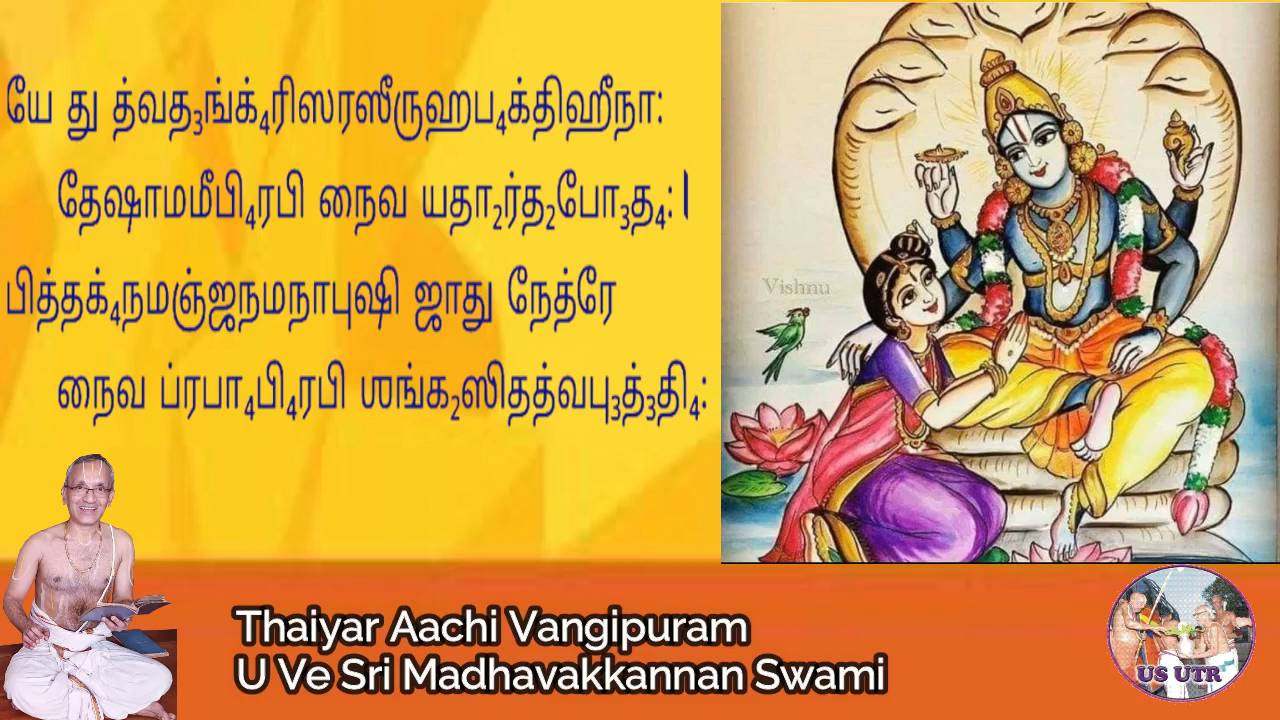 யே து த்வத₃ங்க்₄ரிஸரஸீருஹப₄க்திஹீநா:
தேஷாமமீபி₄ரபி நைவ யதா₂ர்த₂போ₃த₄:।
பித்தக்₄நமஞ்ஜநமநாபுஷி ஜாது நேத்ரே
நைவ ப்ரபா₄பி₄ரபி ஶங்க₂ஸிதத்வபு₃த்₃தி₄:
Vishnu
Thaiyar Aachi Vangipuram
U Ve Sri Madhavakkannan Swami
US UTR